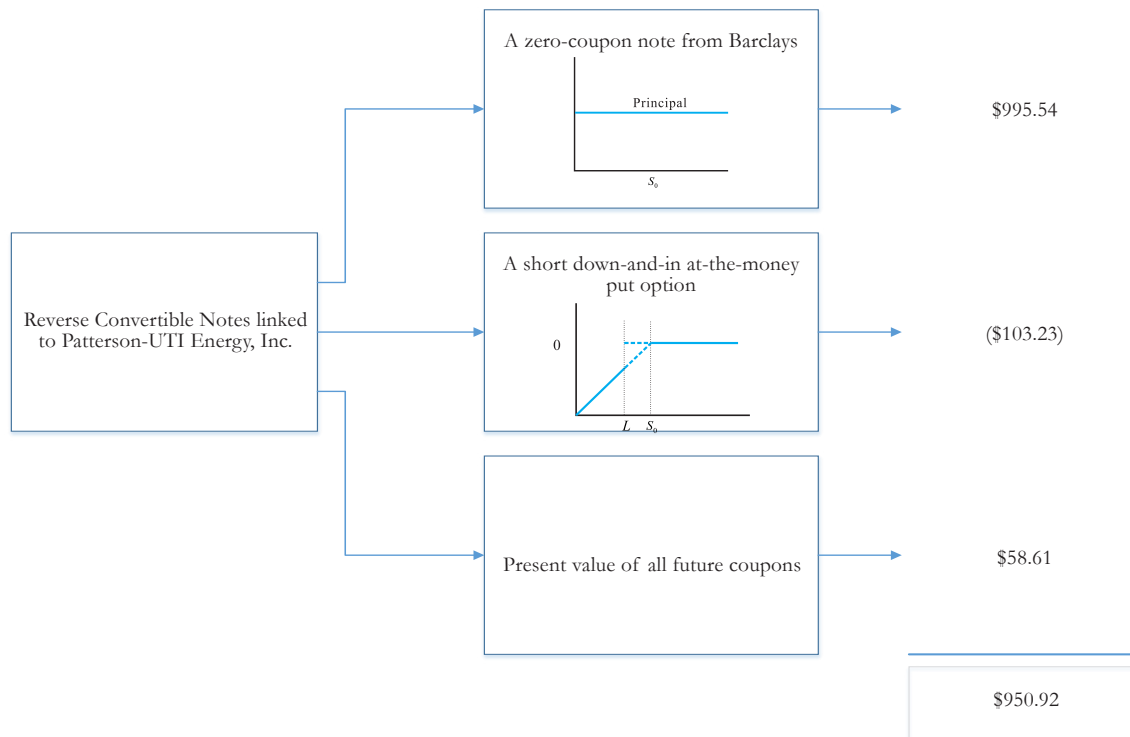 A zero-coupon note from Barclays
Principal
S₀
$995.54
Reverse Convertible Notes linked
to Patterson-UTI Energy, Inc.
A short down-and-in at-the-money
put option
0
L S₀
($103.23)
Present value of all future coupons
$58.61
$950.92